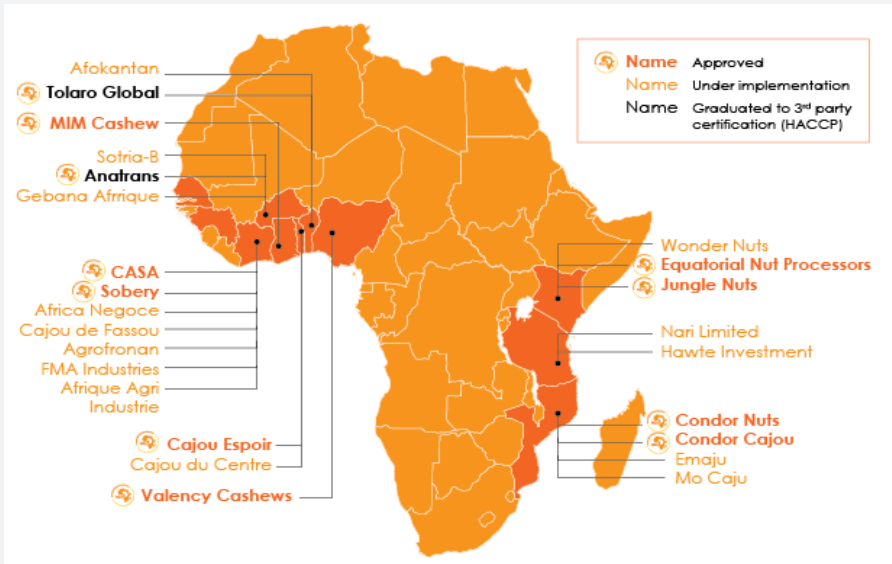 Afokantan
Tolaro Global
MIM Cashew
Sotria-B
Anatrans
Gebana Afrrique
CASA
Sobery
Africa Negoce
Cajou de Fassou
Agrofronan
FMA Industries
Afrique Agri
Industrie
Cajou Espoir
Cajou du Centre
Valency Cashews
Name Approved
Name Under implementation
Name Graduated to 3rd party
certification (HACCP)
Wonder Nuts
Equatorial Nut Processors
Jungle Nuts
Nari Limited
Hawte Investment
Condor Nuts
Condor Cajou
Emaju
Mo Caju